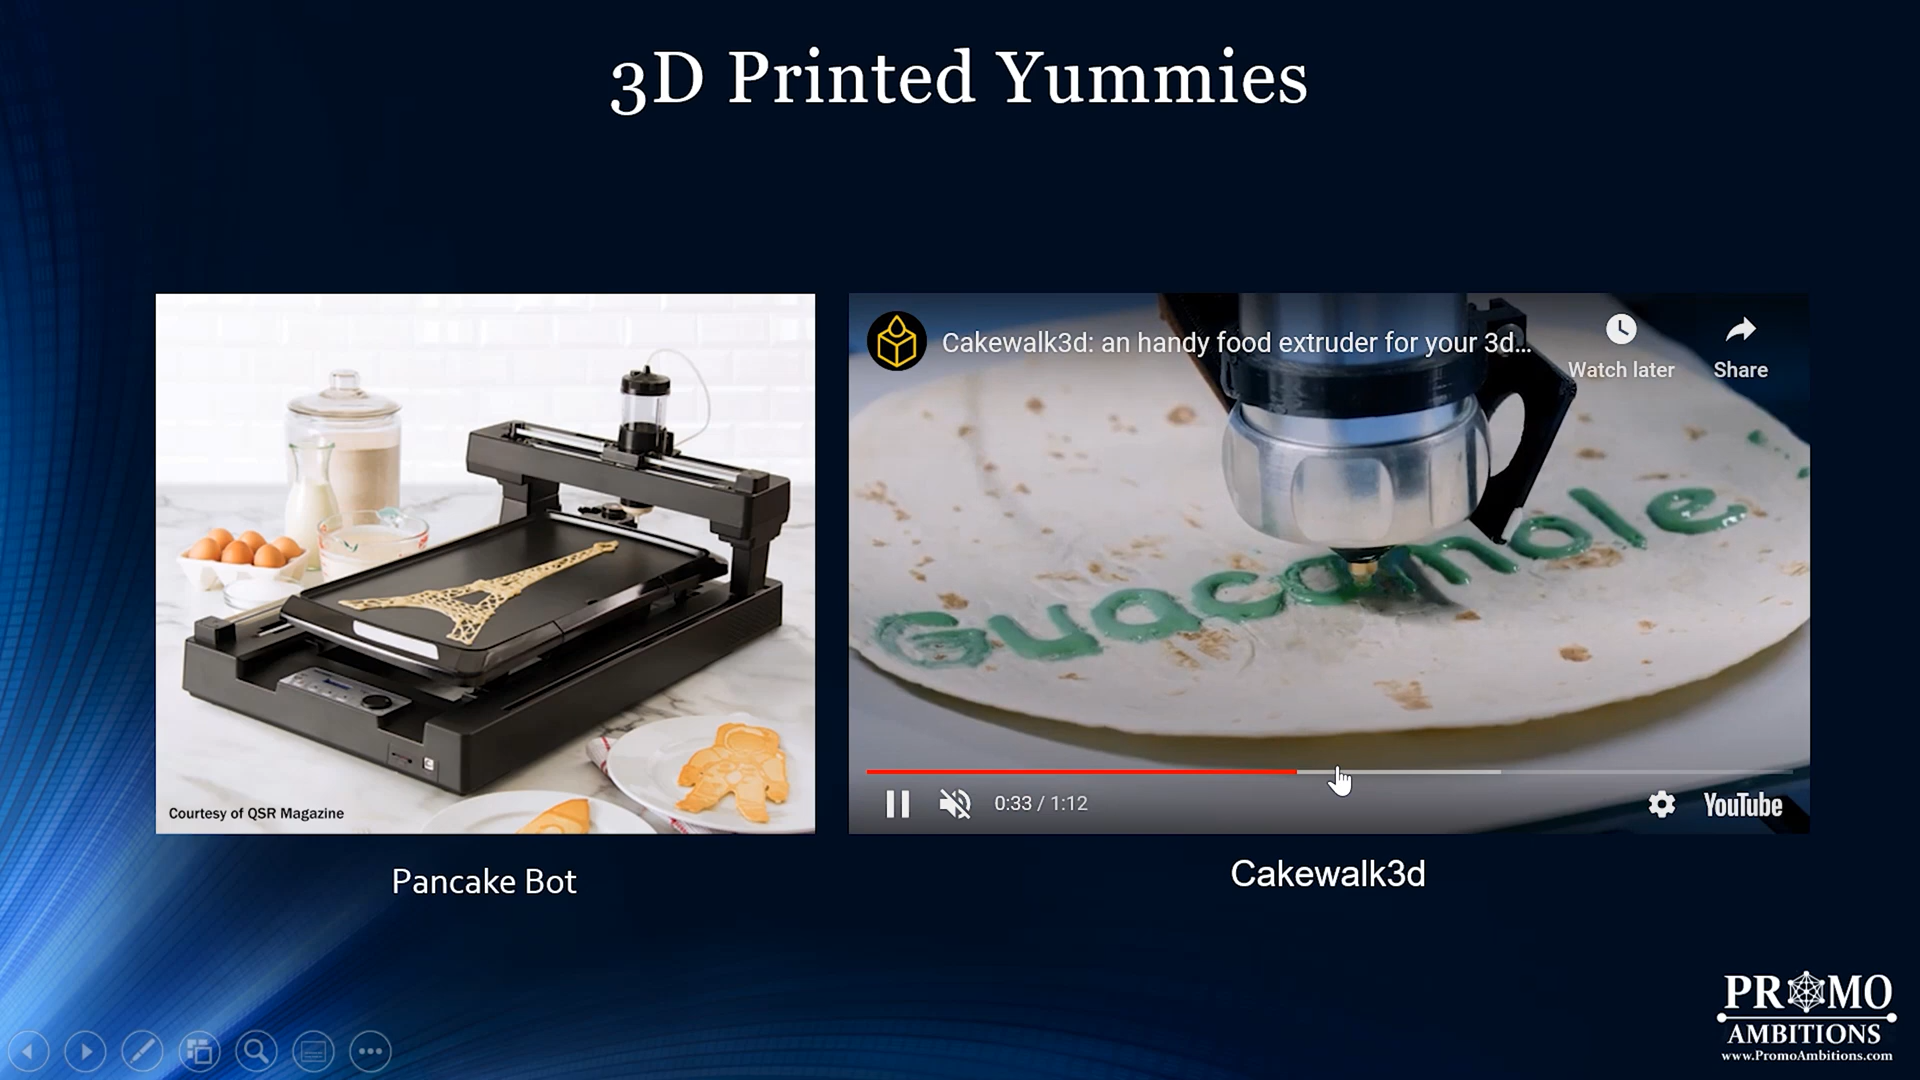 3D Printed Yummies
Courtesy of QSR Magazine
Pancake Bot
Cakewalk3d: an handy food extruder for your 3d...
Watch later
Share
Guacamole
0:33 / 1:12
YouTube
Cakewalk3d
PROMO
AMBITIONS
www.PromoAmbitions.com